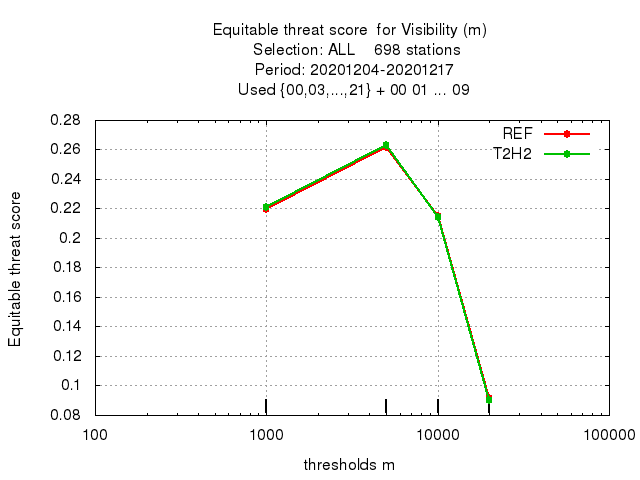 Equitable threat score  for Visibility (m)
Selection: ALL    698 stations
Period: 20201204-20201217
Used {00,03,...,21} + 00 01 ... 09
REF
T2H2
Equitable threat score
0.28
0.26
0.24
0.22
0.2
0.18
0.16
0.14
0.12
0.1
0.08
100
1000
10000
100000
thresholds m